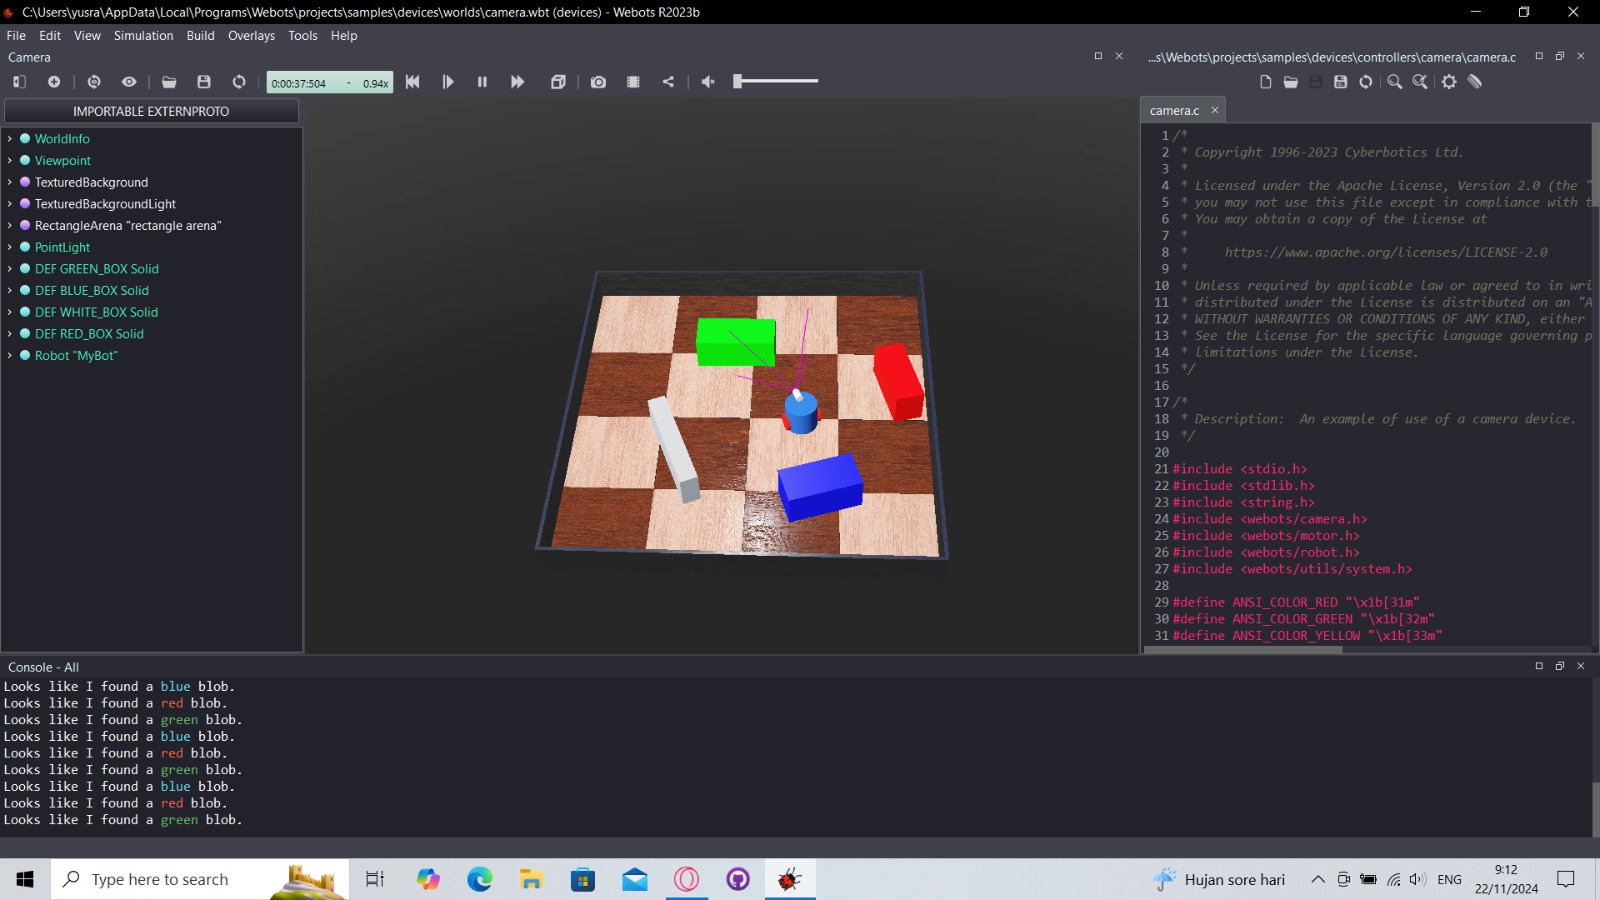 C:\Users\yusra\AppData\Local\Programs\Webots\projects\samples\devices\worlds\camera.wbt (devices) - Webots R2023b
File Edit View Simulation Build Overlays Tools Help
Camera
0:00:37:504 - 0.94x
IMPORTABLE EXTERNPROTO
WorldInfo
Viewpoint
TexturedBackground
TexturedBackgroundLight
RectangleArena "rectangle arena"
PointLight
DEF GREEN_BOX Solid
DEF BLUE_BOX Solid
DEF WHITE_BOX Solid
DEF RED_BOX Solid
Robot "MyBot"
...s\Webots\projects\samples\devices\controllers\camera\camera.c
camera.c
1 /*
2 * Copyright 1996-2023 Cyberbotics Ltd.
3 *
4 * Licensed under the Apache License, Version 2.0 (the "
5 * you may not use this file except in compliance with t
6 * You may obtain a copy of the License at
7 *
8 * https://www.apache.org/licenses/LICENSE-2.0
9 *
10 * Unless required by applicable law or agreed to in wri
11 * distributed under the License is distributed on an "A
12 * WITHOUT WARRANTIES OR CONDITIONS OF ANY KIND, either
13 * See the License for the specific language governing p
14 * limitations under the License.
15 */
16
17 /*
18 * Description: An example of use of a camera device.
19 */
20
21 #include <stdio.h>
22 #include <stdlib.h>
23 #include <string.h>
24 #include <webots/camera.h>
25 #include <webots/motor.h>
26 #include <webots/robot.h>
27 #include <webots/utils/system.h>
28
29 #define ANSI_COLOR_RED "\x1b[31m"
30 #define ANSI_COLOR_GREEN "\x1b[32m"
31 #define ANSI_COLOR_YELLOW "\x1b[33m"
Console - All
Looks like I found a blue blob.
Looks like I found a red blob.
Looks like I found a green blob.
Looks like I found a blue blob.
Looks like I found a red blob.
Looks like I found a green blob.
Looks like I found a blue blob.
Looks like I found a red blob.
Looks like I found a green blob.
Type here to search
Hujan sore hari
ENG
9:12
22/11/2024